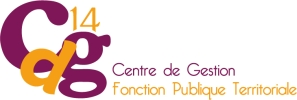 Cdg 14
Centre de Gestion
Fonction Publique Territoriale